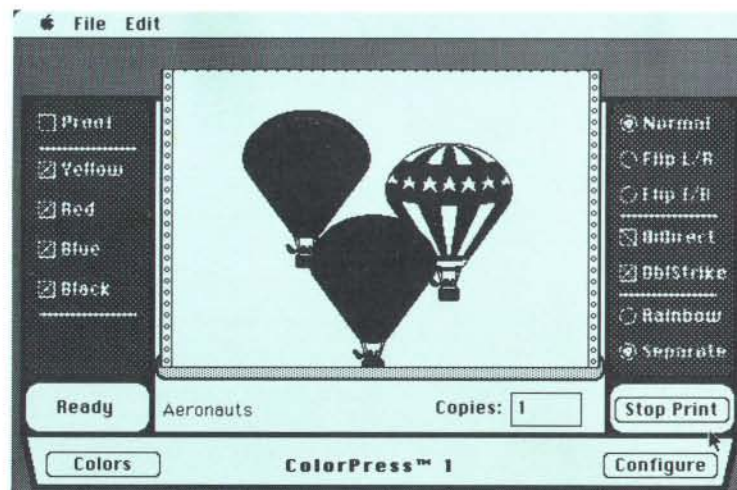 File Edit
Proof
Yellow
Red
Blue
Black
Normal
Flip L/R
Flip T/B
BiDirect
DblStrike
Rainbow
Separate
Ready
Aeronauts
Copies: 1
Stop Print
Colors
ColorPress™ 1
Configure